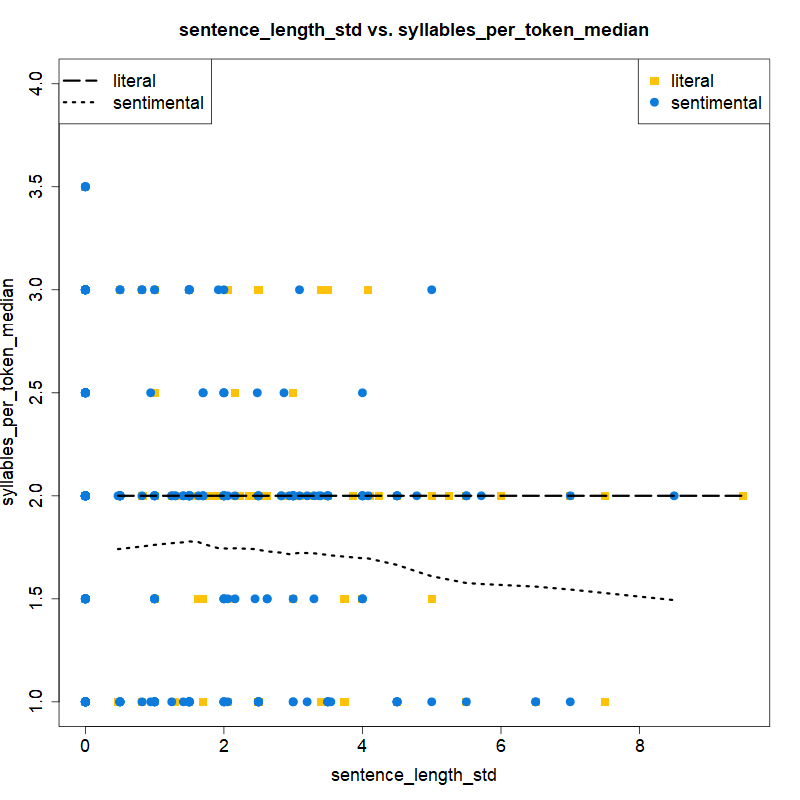 sentence_length_std vs. syllables_per_token_median
literal
sentimental
literal
sentimental
4.0
3.5
3.0
2.5
2.0
1.5
1.0
syllables_per_token_median
0 2 4 6 8
sentence_length_std